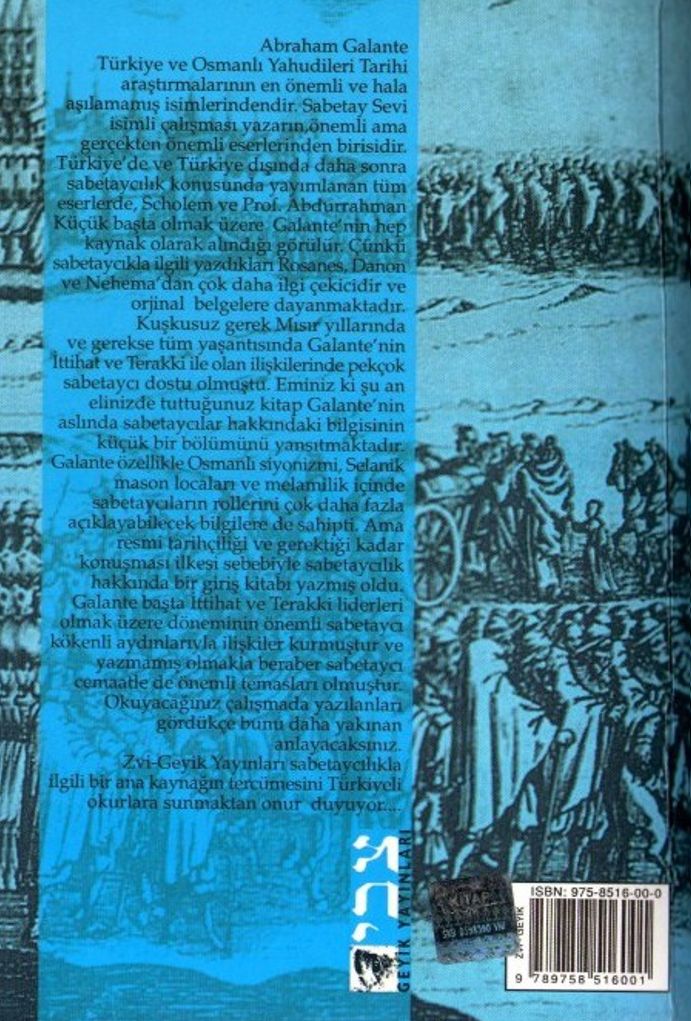 Abraham Galante
Türkiye ve Osmanlı Yahudileri Tarihi
araştırmalarının en önemli ve hala
aşılamamış isimlerindendir. Sabetay Sevi
isimli çalışması yazarın önemli ama
gerçekten önemli eserlerinden birisidir.
Türkiye'de ve Türkiye dışında daha sonra
sabetaycılık konusunda yayımlanan tüm
eserlerde, Scholem ve Prof. Abdurrahman
Küçük başta olmak üzere Galante'nin hep
kaynak olarak alındığı görülür. Çünkü
sabetaycıkla ilgili yazdıkları Rosanes, Danon
ve Nehema'dan çok daha ilgi çekicidir ve
orjinal belgelere dayanmaktadır.
Kuşkusuz gerek Mısır yıllarında
ve gerekse tüm yaşantısında Galante'nin
İttihat ve Terakki ile olan ilişkilerinde pekçok
sabetaycı dostu olmuştu. Eminiz ki şu an
elinizde tuttuğunuz kitap Galante'nin
aslında sabetaycılar hakkındaki bilgisinin
küçük bir bölümünü yansıtmaktadır.
Galante özellikle Osmanlı siyonizmi, Selanik
mason locaları ve melamilik içinde
sabetaycıların rollerini çok daha fazla
açıklayabilecek bilgilere de sahipti. Ama
resmi tarihçiliği ve gerektiği kadar
konuşması ilkesi sebebiyle sabetaycılık
hakkında bir giriş kitabı yazmış oldu.
Galante başta İttihat ve Terakki liderleri
olmak üzere döneminin önemli sabetaycı
kökenli aydınlarıyla ilişkiler kurmuştur ve
yazmamış olmakla beraber sabetaycı
cemaatle de önemli temasları olmuştur.
Okuyacağınız çalışmada yazılanları
gördükçe bunu daha yakınan
anlayacaksınız.
Zvi-Geyik Yayınları sabetaycılıkla
ilgili bir ana kaynağın tercümesini Türkiyeli
okurlara sunmaktan onur duyuyor....
צבי
GEYİK YAYINLARI
KİTAP
ISBN: 975-8516-00-0
ZVI - GEYİK
9 789758 516001